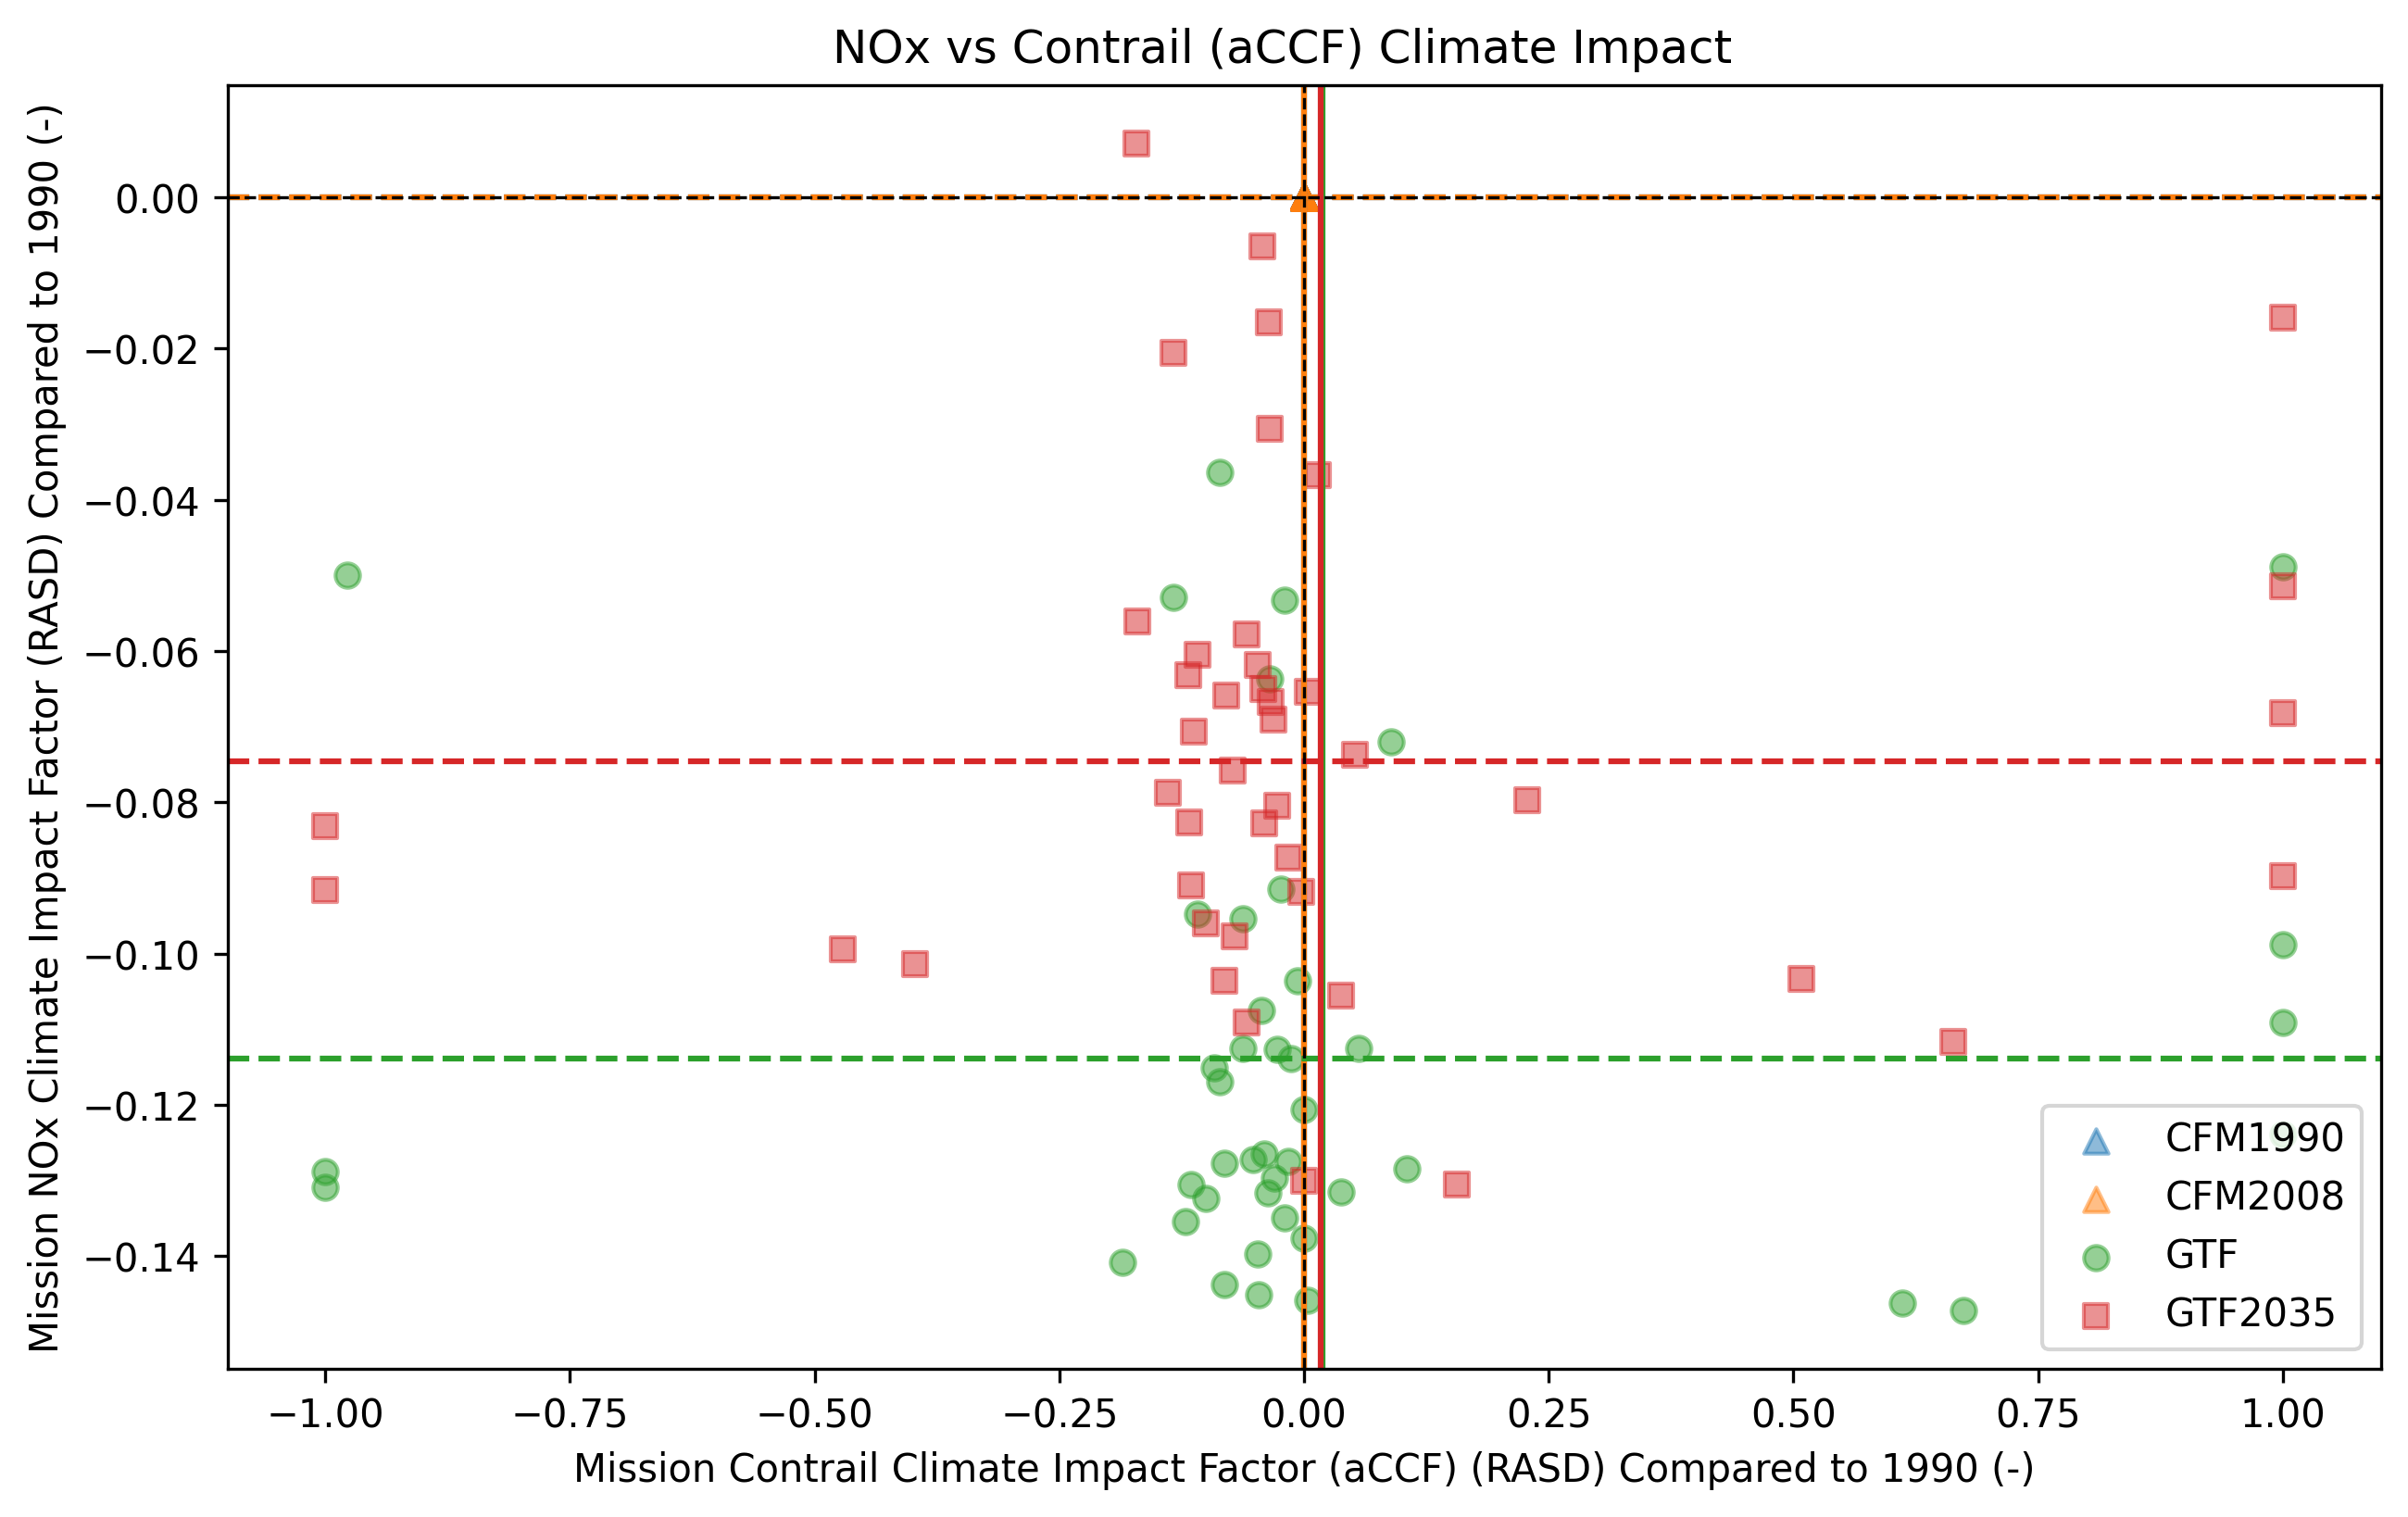 NOx vs Contrail (aCCF) Climate Impact
Mission NOx Climate Impact Factor (RASD) Compared to 1990 (-)
0.00
−0.02
−0.04
−0.06
−0.08
−0.10
−0.12
−0.14
CFM1990
CFM2008
GTF
GTF2035
−1.00 −0.75 −0.50 −0.25 0.00 0.25 0.50 0.75 1.00
Mission Contrail Climate Impact Factor (aCCF) (RASD) Compared to 1990 (-)